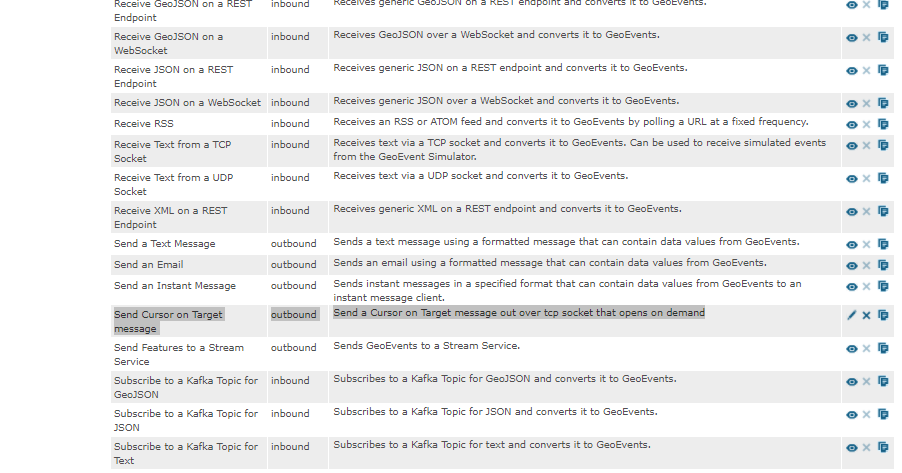 Receive GeoJSON on a REST inbound Receives generic GeoJSON on a REST endpoint and converts it to GeoEvents.
Endpoint
Receive GeoJSON on a inbound Receives GeoJSON over a WebSocket and converts it to GeoEvents.
WebSocket
Receive JSON on a REST inbound Receives generic JSON on a REST endpoint and converts it to GeoEvents.
Endpoint
Receive JSON on a WebSocket inbound Receives generic JSON over a WebSocket and converts it to GeoEvents.
Receive RSS inbound Receives an RSS or ATOM feed and converts it to GeoEvents by polling a URL at a fixed frequency.
Receive Text from a TCP inbound Receives text via a TCP socket and converts it to GeoEvents. Can be used to receive simulated events
Socket from the GeoEvent Simulator.
Receive Text from a UDP inbound Receives text via a UDP socket and converts it to GeoEvents.
Socket
Receive XML on a REST inbound Receives generic XML on a REST endpoint and converts it to GeoEvents.
Endpoint
Send a Text Message outbound Sends a text message using a formatted message that can contain data values from GeoEvents.
Send an Email outbound Sends an email using a formatted message that can contain data values from GeoEvents.
Send an Instant Message outbound Sends instant messages in a specified format that can contain data values from GeoEvents to an
instant message client.
Send Cursor on Target outbound Send a Cursor on Target message out over tcp socket that opens on demand
message
Send Features to a Stream outbound Sends GeoEvents to a Stream Service.
Service
Subscribe to a Kafka Topic for inbound Subscribes to a Kafka Topic for GeoJSON and converts it to GeoEvents.
GeoJSON
Subscribe to a Kafka Topic for inbound Subscribes to a Kafka Topic for JSON and converts it to GeoEvents.
JSON
Subscribe to a Kafka Topic for inbound Subscribes to a Kafka Topic for text and converts it to GeoEvents.
Text